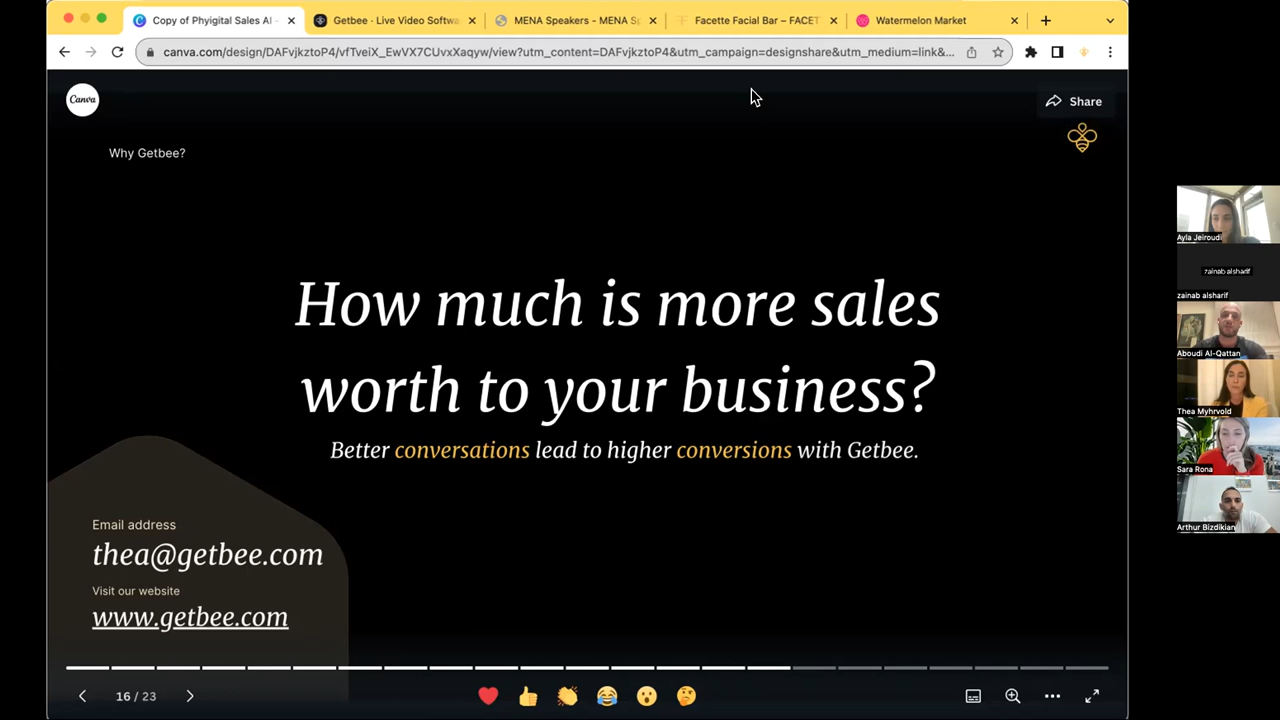 Copy of Phyigital Sales AI -
Getbee · Live Video Softwa
MENA Speakers - MENA Sp
Facette Facial Bar – FACET
Watermelon Market
canva.com/design/DAFvjkztoP4/vfTveiX_EwVX7CUvxXaqyw/view?utm_content=DAFvjkztoP4&utm_campaign=designshare&utm_medium=link&...
Canva
Share
Why Getbee?
How much is more sales
worth to your business?
Better conversations lead to higher conversions with Getbee.
Email address
thea@getbee.com
Visit our website
www.getbee.com
16 / 23
Ayla Jeiroudi
zainab alsharif
zainab alsharif
Aboudi Al-Qattan
Thea Myhrvold
Sara Rona
Arthur Bizdikian